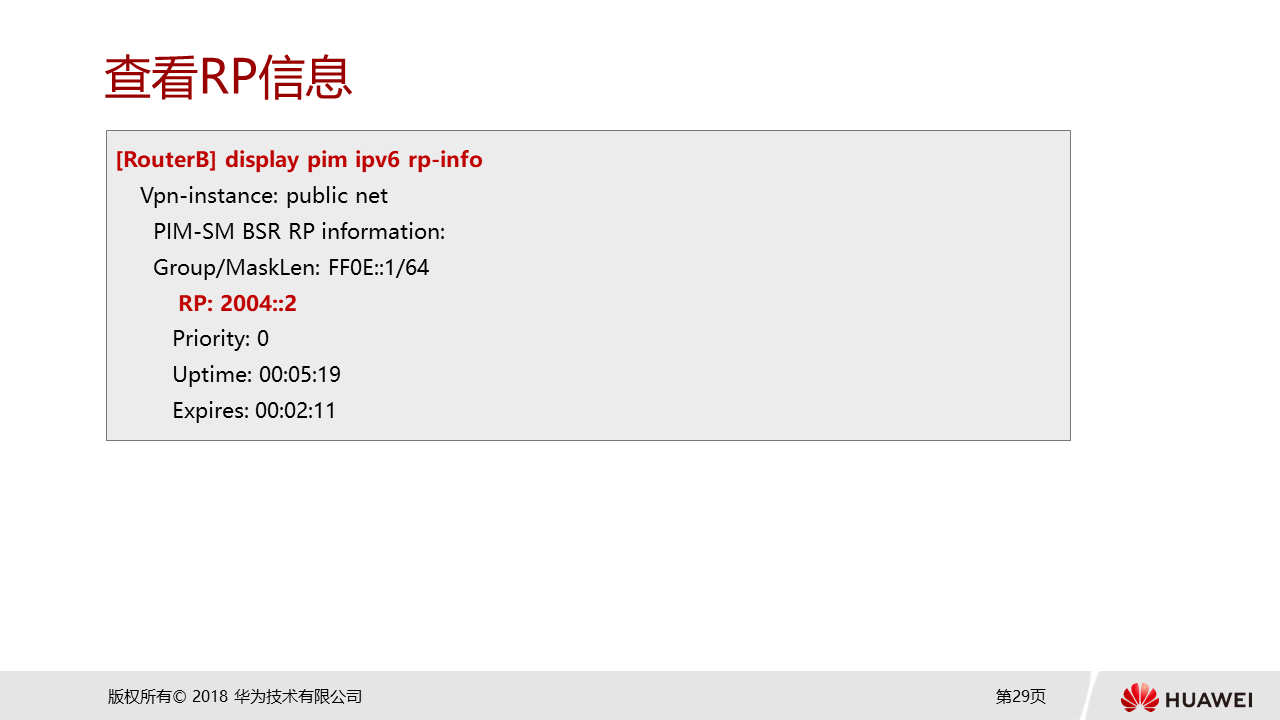 查看RP信息
[RouterB] display pim ipv6 rp-info
Vpn-instance: public net
PIM-SM BSR RP information:
Group/MaskLen: FF0E::1/64
RP: 2004::2
Priority: 0
Uptime: 00:05:19
Expires: 00:02:11
版权所有© 2018 华为技术有限公司
第29页
HUAWEI